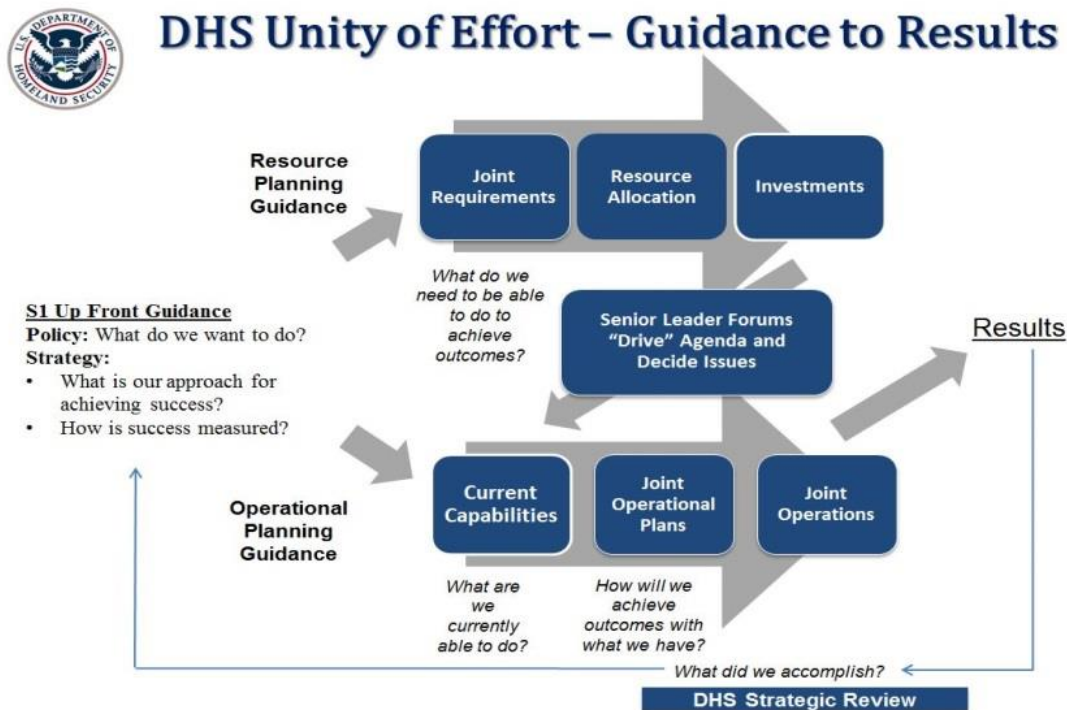 U.S. DEPARTMENT OF
HOMELAND SECURITY
DHS Unity of Effort – Guidance to Results
Resource
Planning
Guidance
Joint
Requirements
Resource
Allocation
Investments
What do we
need to be able
to do to
achieve
outcomes?
Senior Leader Forums
“Drive” Agenda and
Decide Issues
Results
S1 Up Front Guidance
Policy: What do we want to do?
Strategy:
• What is our approach for
achieving success?
• How is success measured?
Operational
Planning
Guidance
Current
Capabilities
Joint
Operational
Plans
Joint
Operations
What are
we
currently
able to do?
How will we
achieve
outcomes with
what we have?
What did we accomplish?
DHS Strategic Review